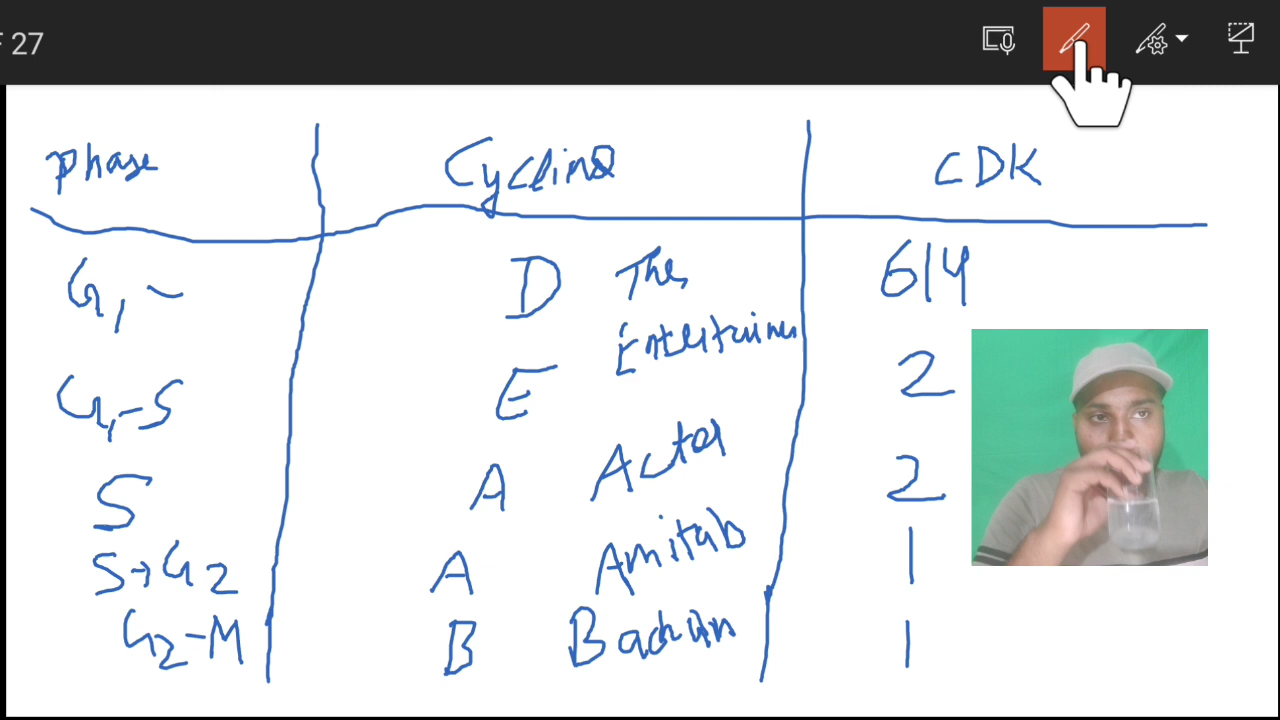 27
Phase Cyclins CDK
G1 - D The 6/4
Entertainer
G1-S E 2
S A Actor 2
S→G2 A Amitab 1
G2-M B Bachan 1